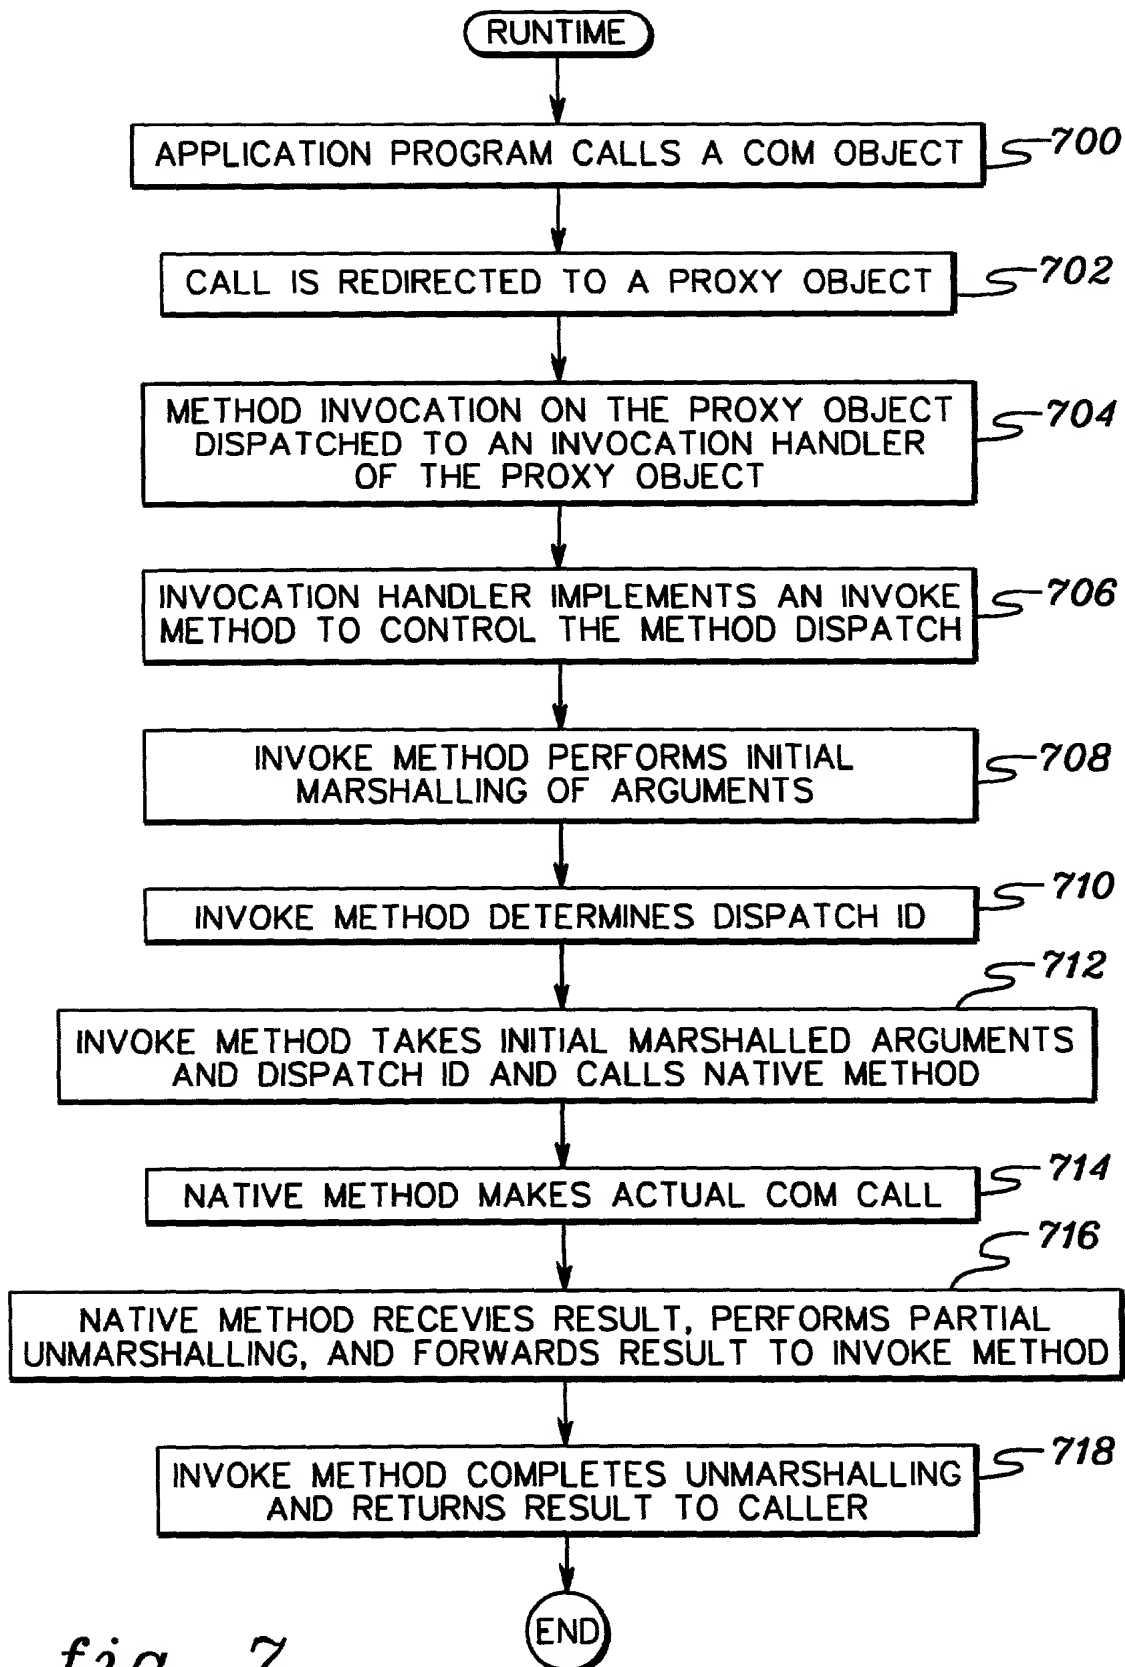 RUNTIME
APPLICATION PROGRAM CALLS A COM OBJECT
700
CALL IS REDIRECTED TO A PROXY OBJECT
702
METHOD INVOCATION ON THE PROXY OBJECT
DISPATCHED TO AN INVOCATION HANDLER
OF THE PROXY OBJECT
704
INVOCATION HANDLER IMPLEMENTS AN INVOKE
METHOD TO CONTROL THE METHOD DISPATCH
706
INVOKE METHOD PERFORMS INITIAL
MARSHALLING OF ARGUMENTS
708
INVOKE METHOD DETERMINES DISPATCH ID
710
712
INVOKE METHOD TAKES INITIAL MARSHALLED ARGUMENTS
AND DISPATCH ID AND CALLS NATIVE METHOD
NATIVE METHOD MAKES ACTUAL COM CALL
714
716
NATIVE METHOD RECEVIES RESULT, PERFORMS PARTIAL
UNMARSHALLING, AND FORWARDS RESULT TO INVOKE METHOD
INVOKE METHOD COMPLETES UNMARSHALLING
AND RETURNS RESULT TO CALLER
718
END
fig. 7